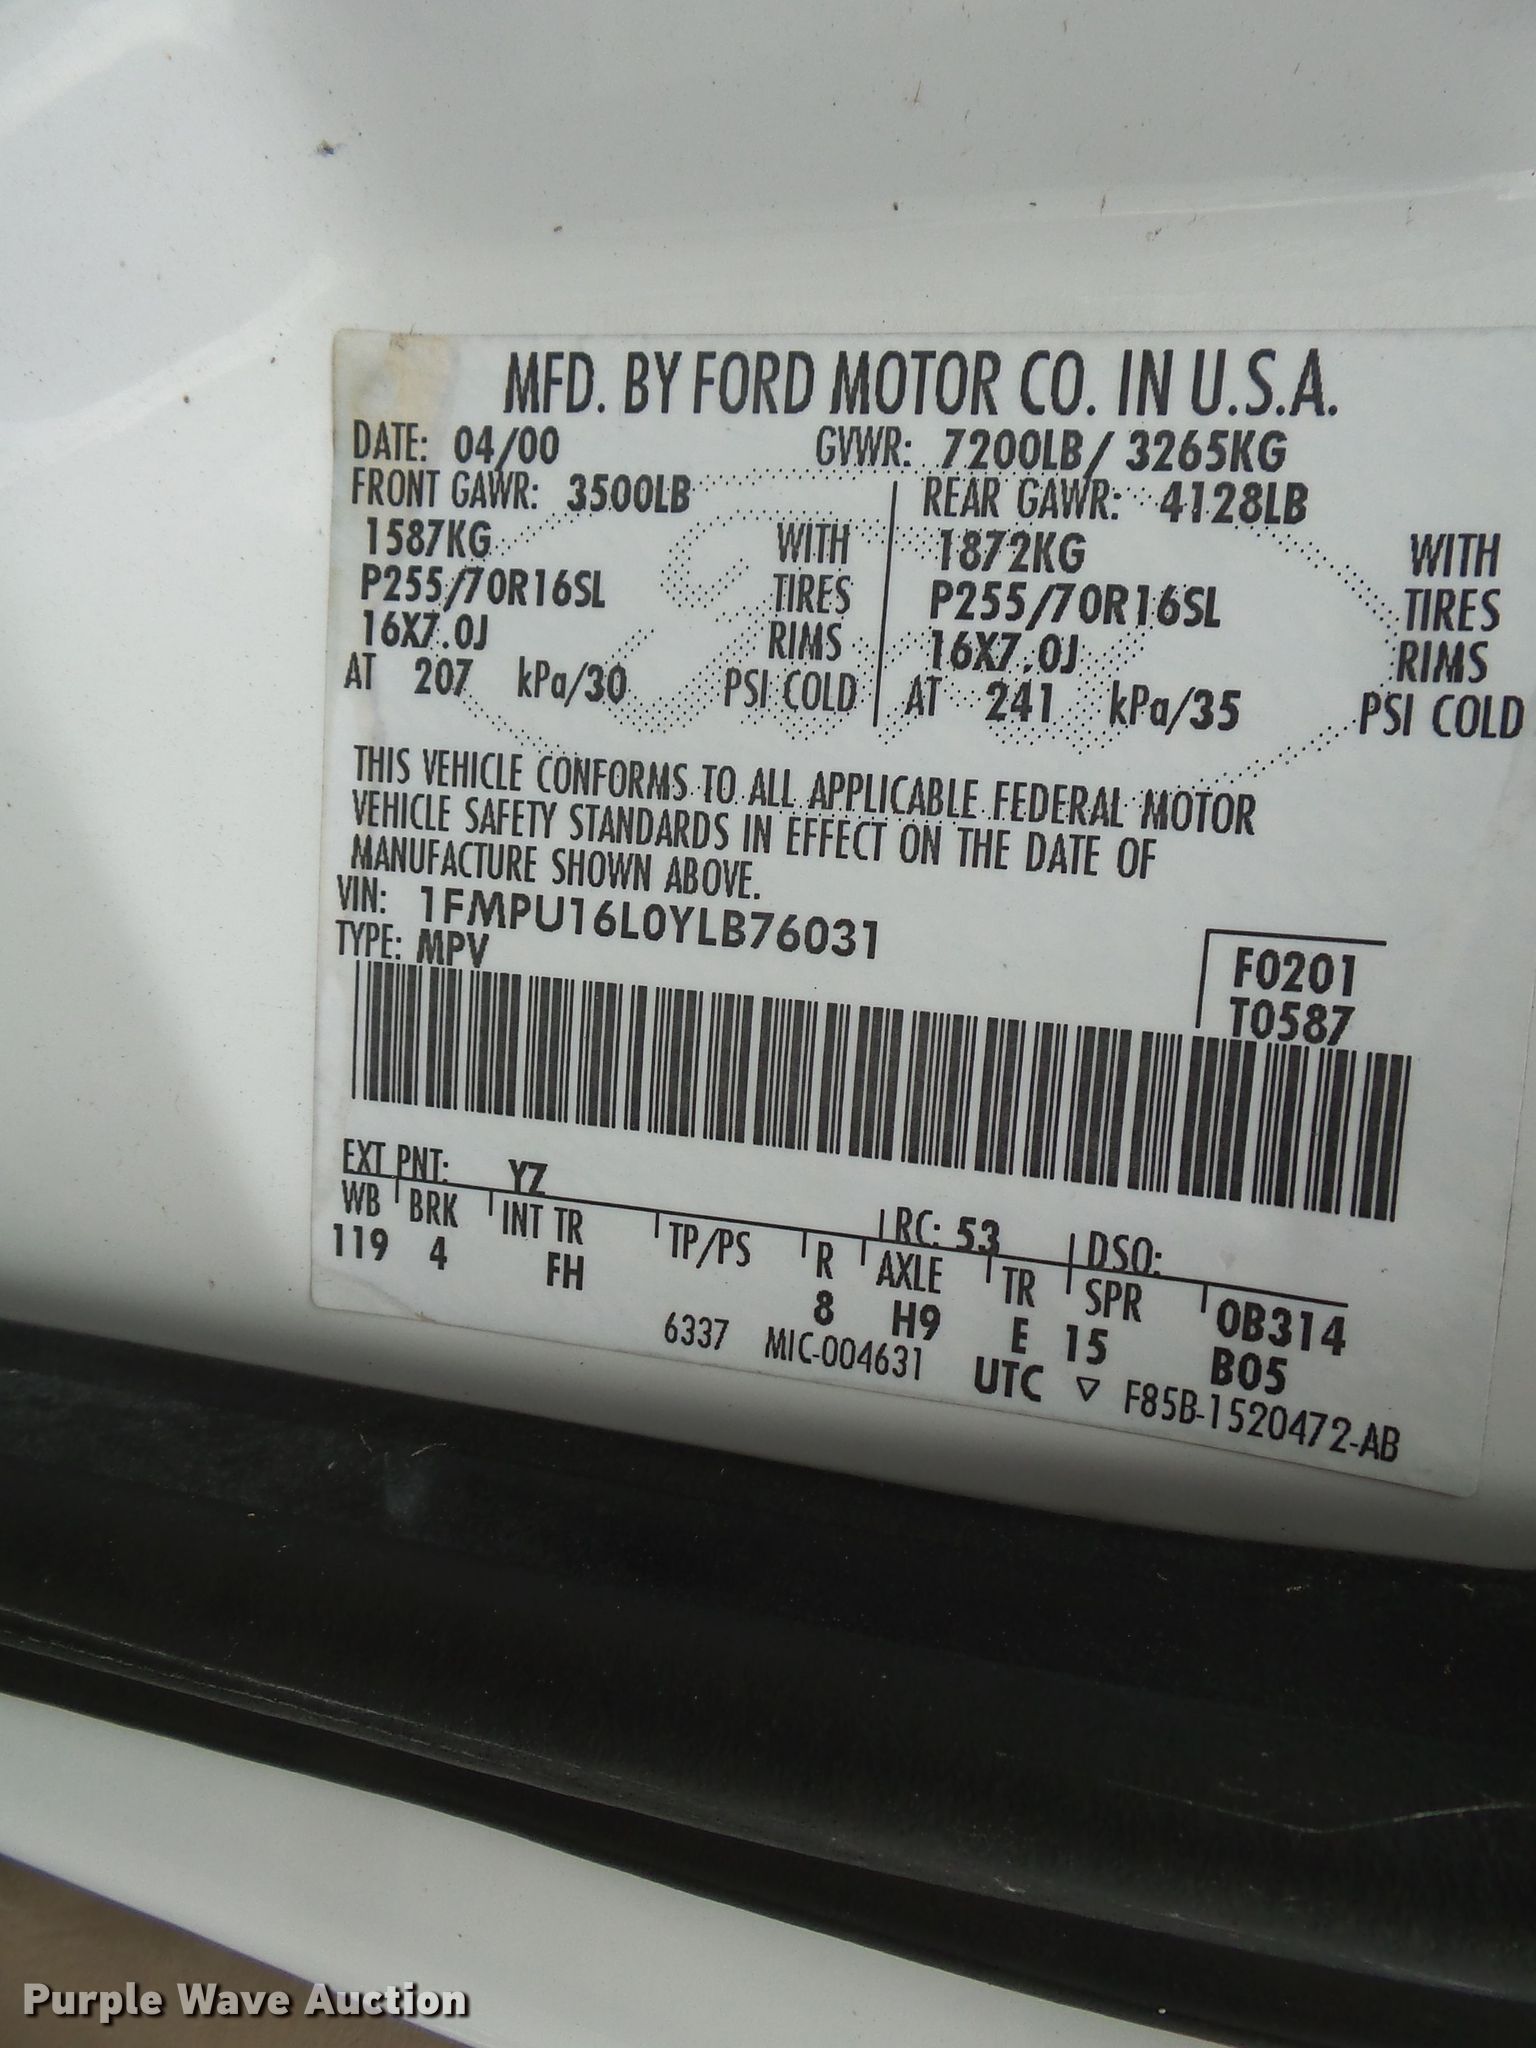 MFD. BY FORD MOTOR CO. IN U.S.A.
DATE: 04/00 GVWR: 7200LB/ 3265KG
FRONT GAWR: 3500LB REAR GAWR: 4128LB
1587KG WITH 1872KG WITH
P255/70R16SL TIRES P255/70R16SL TIRES
16X7.0J RIMS 16X7.0J RIMS
AT 207 kPa/30 PSI COLD AT 241 kPa/35 PSI COLD
THIS VEHICLE CONFORMS TO ALL APPLICABLE FEDERAL MOTOR
VEHICLE SAFETY STANDARDS IN EFFECT ON THE DATE OF
MANUFACTURE SHOWN ABOVE.
VIN: 1FMPU16L0YLB76031
TYPE: MPV
F0201
T0587
EXT PNT: YZ RC: 53 DSO:
WB BRK INT TR TP/PS R AXLE TR SPR 0B314
119 4 FH 8 H9 E 15 B05
6337 MIC-004631 UTC ▽ F85B-1520472-AB
Purple Wave Auction